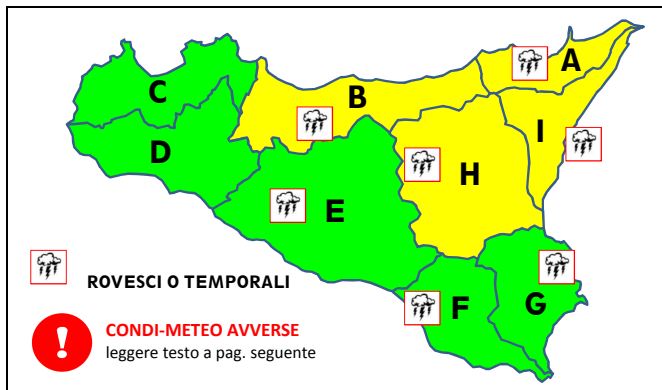 A
B
C
I
D
H
E
F
G
ROVESCI O TEMPORALI
!
CONDI-METEO AVVERSE
leggere testo a pag. seguente